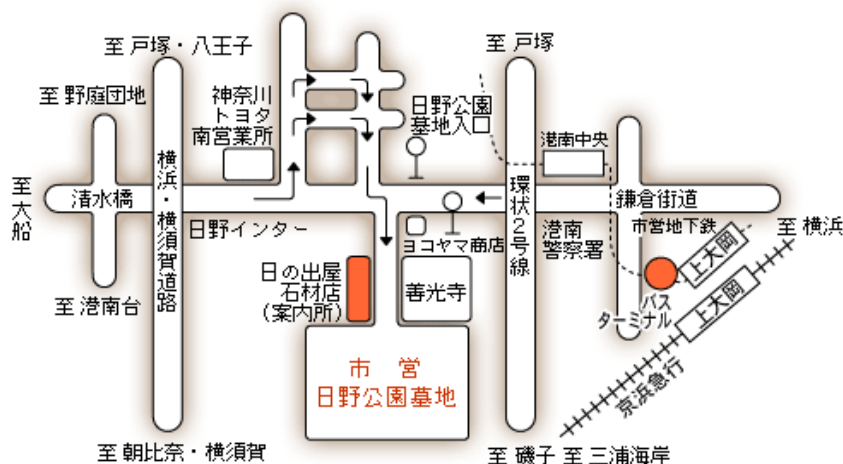 至 戸塚・八王子
至 戸塚
至 野庭団地
神奈川
トヨタ
南営業所
日野公園
墓地入口
港南中央
至大船
清水橋
横浜・横須賀道路
日野インター
環状2号線
鎌倉街道
至 横浜
ヨコヤマ商店
港南
警察署
市営地下鉄
上大岡
至 港南台
日の出屋
石材店
(案内所)
善光寺
バス
ターミナル
上大岡
京浜急行
市 営
日野公園墓地
至 朝比奈・横須賀
至 磯子
至 三浦海岸